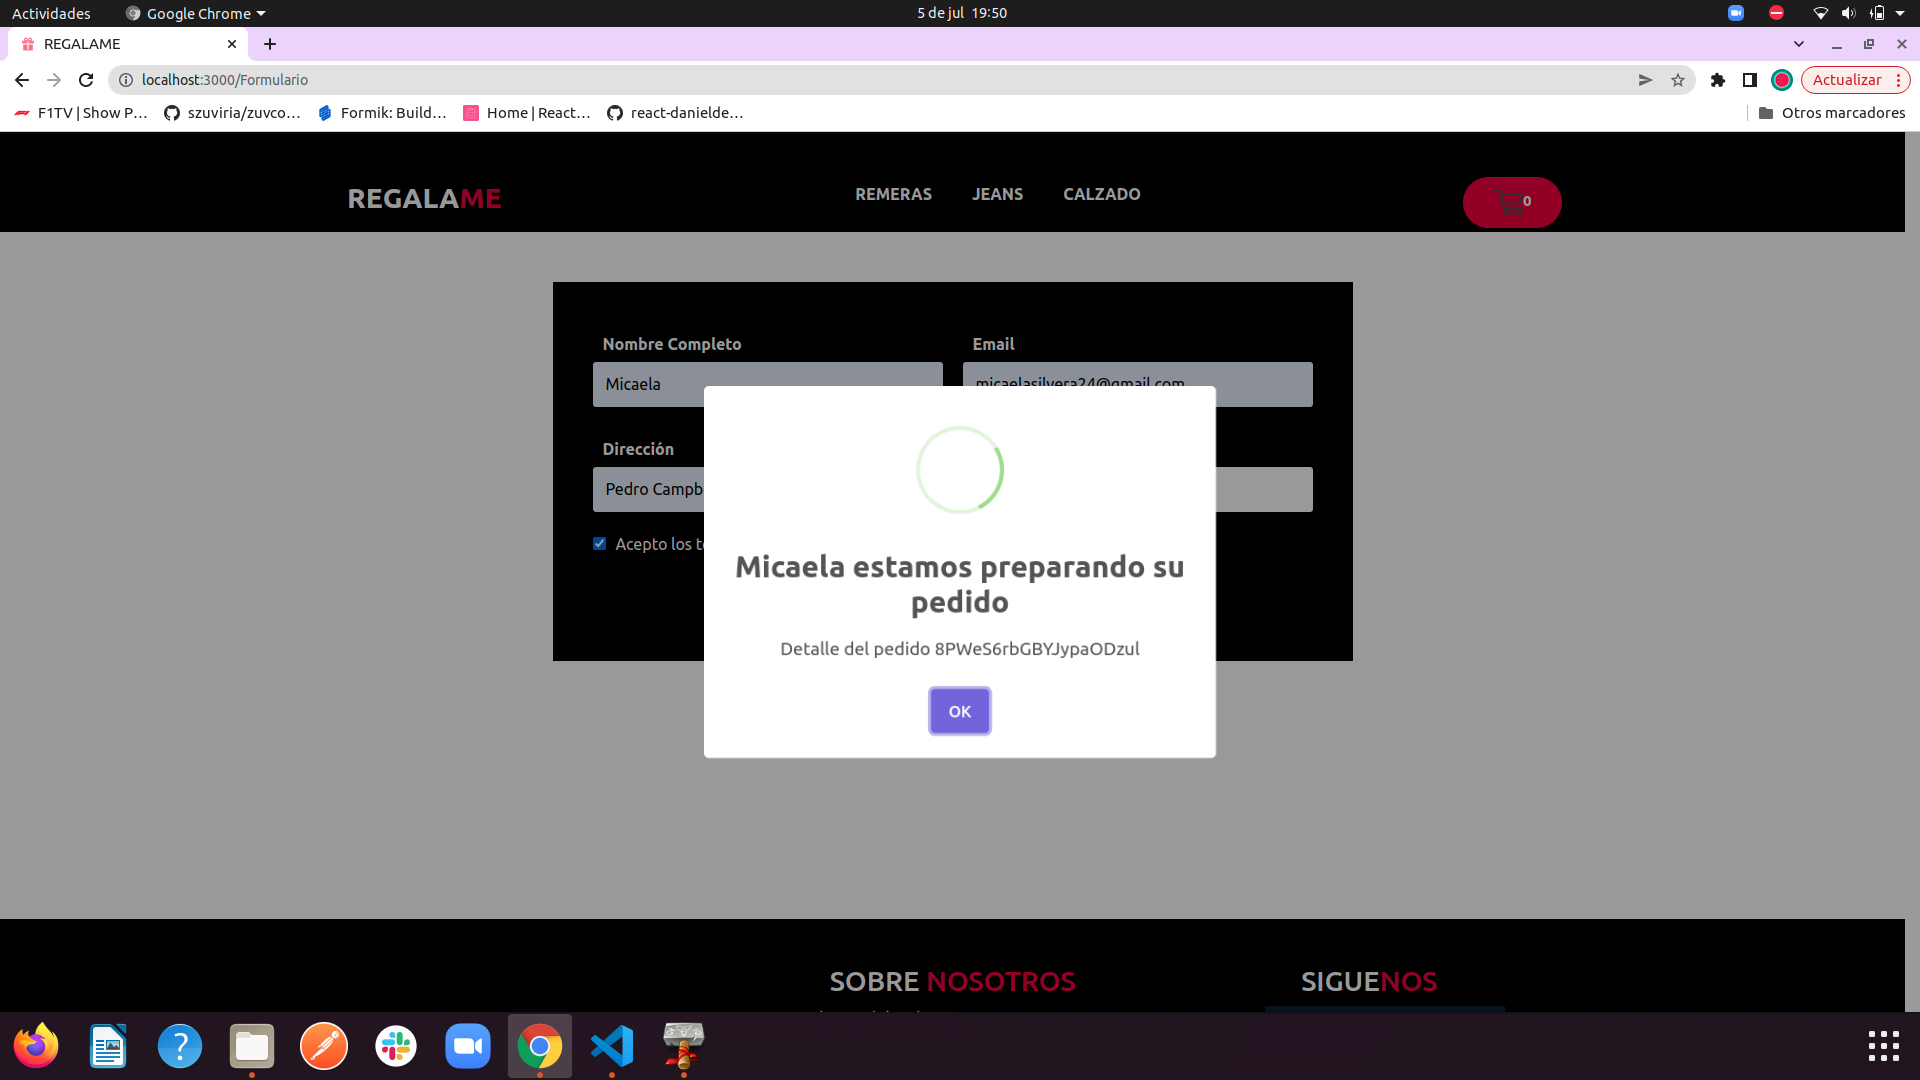 Actividades
Google Chrome
5 de jul 19:50
REGALAME
localhost:3000/Formulario
Actualizar
F1TV | Show P...
szuviria/zuvco...
Formik: Build...
Home | React...
react-danielde...
Otros marcadores
REGALAME
REMERAS
JEANS
CALZADO
0
Nombre Completo
Email
Micaela
micaelasilvera24@gmail.com
Dirección
Pedro Campb
Acepto los
Micaela estamos preparando su
pedido
Detalle del pedido 8PWeS6rbGBYJypaODzul
OK
SOBRE NOSOTROS
SIGUENOS